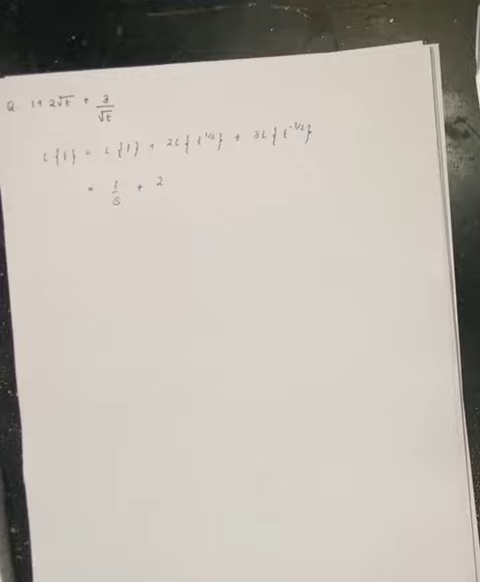 Q. 1+ 2√t + 3/√t
L{f} = L{1} + 2L{t^1/2} + 3L{t^-1/2}
= 1/s + 2